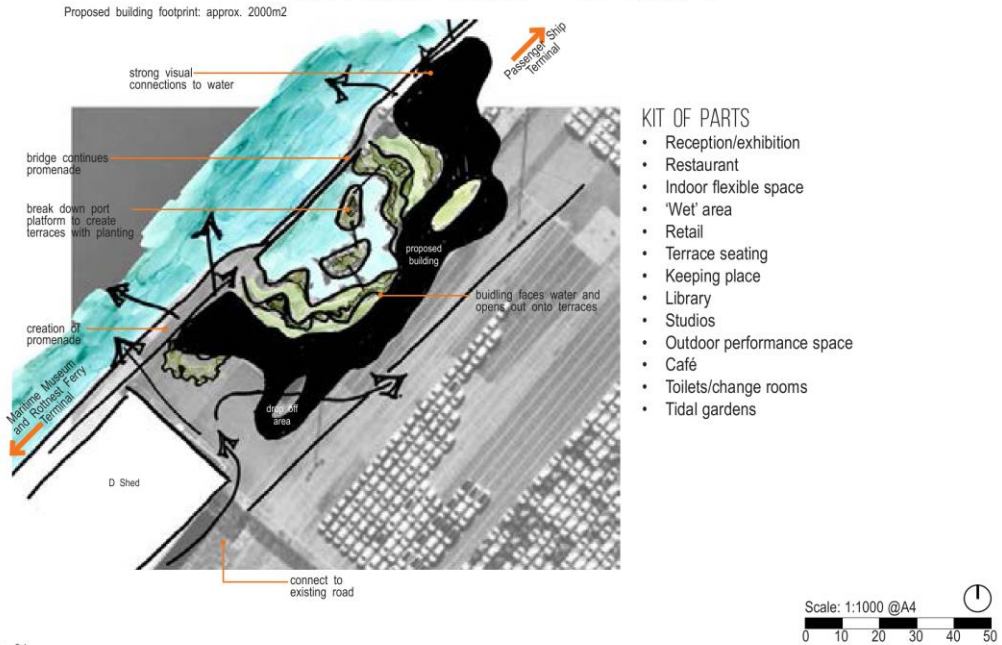 Proposed building footprint: approx. 2000m2
Passenger Ship
Terminal
strong visual
connections to water
bridge continues
promenade
break down port
platform to create
terraces with planting
proposed
building
buidling faces water and
opens out onto terraces
creation of
promenade
Maritime Museum
and Rottnest Ferry
Terminal
drop off
area
D Shed
connect to
existing road
KIT OF PARTS
• Reception/exhibition
• Restaurant
• Indoor flexible space
• ‘Wet’ area
• Retail
• Terrace seating
• Keeping place
• Library
• Studios
• Outdoor performance space
• Café
• Toilets/change rooms
• Tidal gardens
Scale: 1:1000 @A4
0 10 20 30 40 50